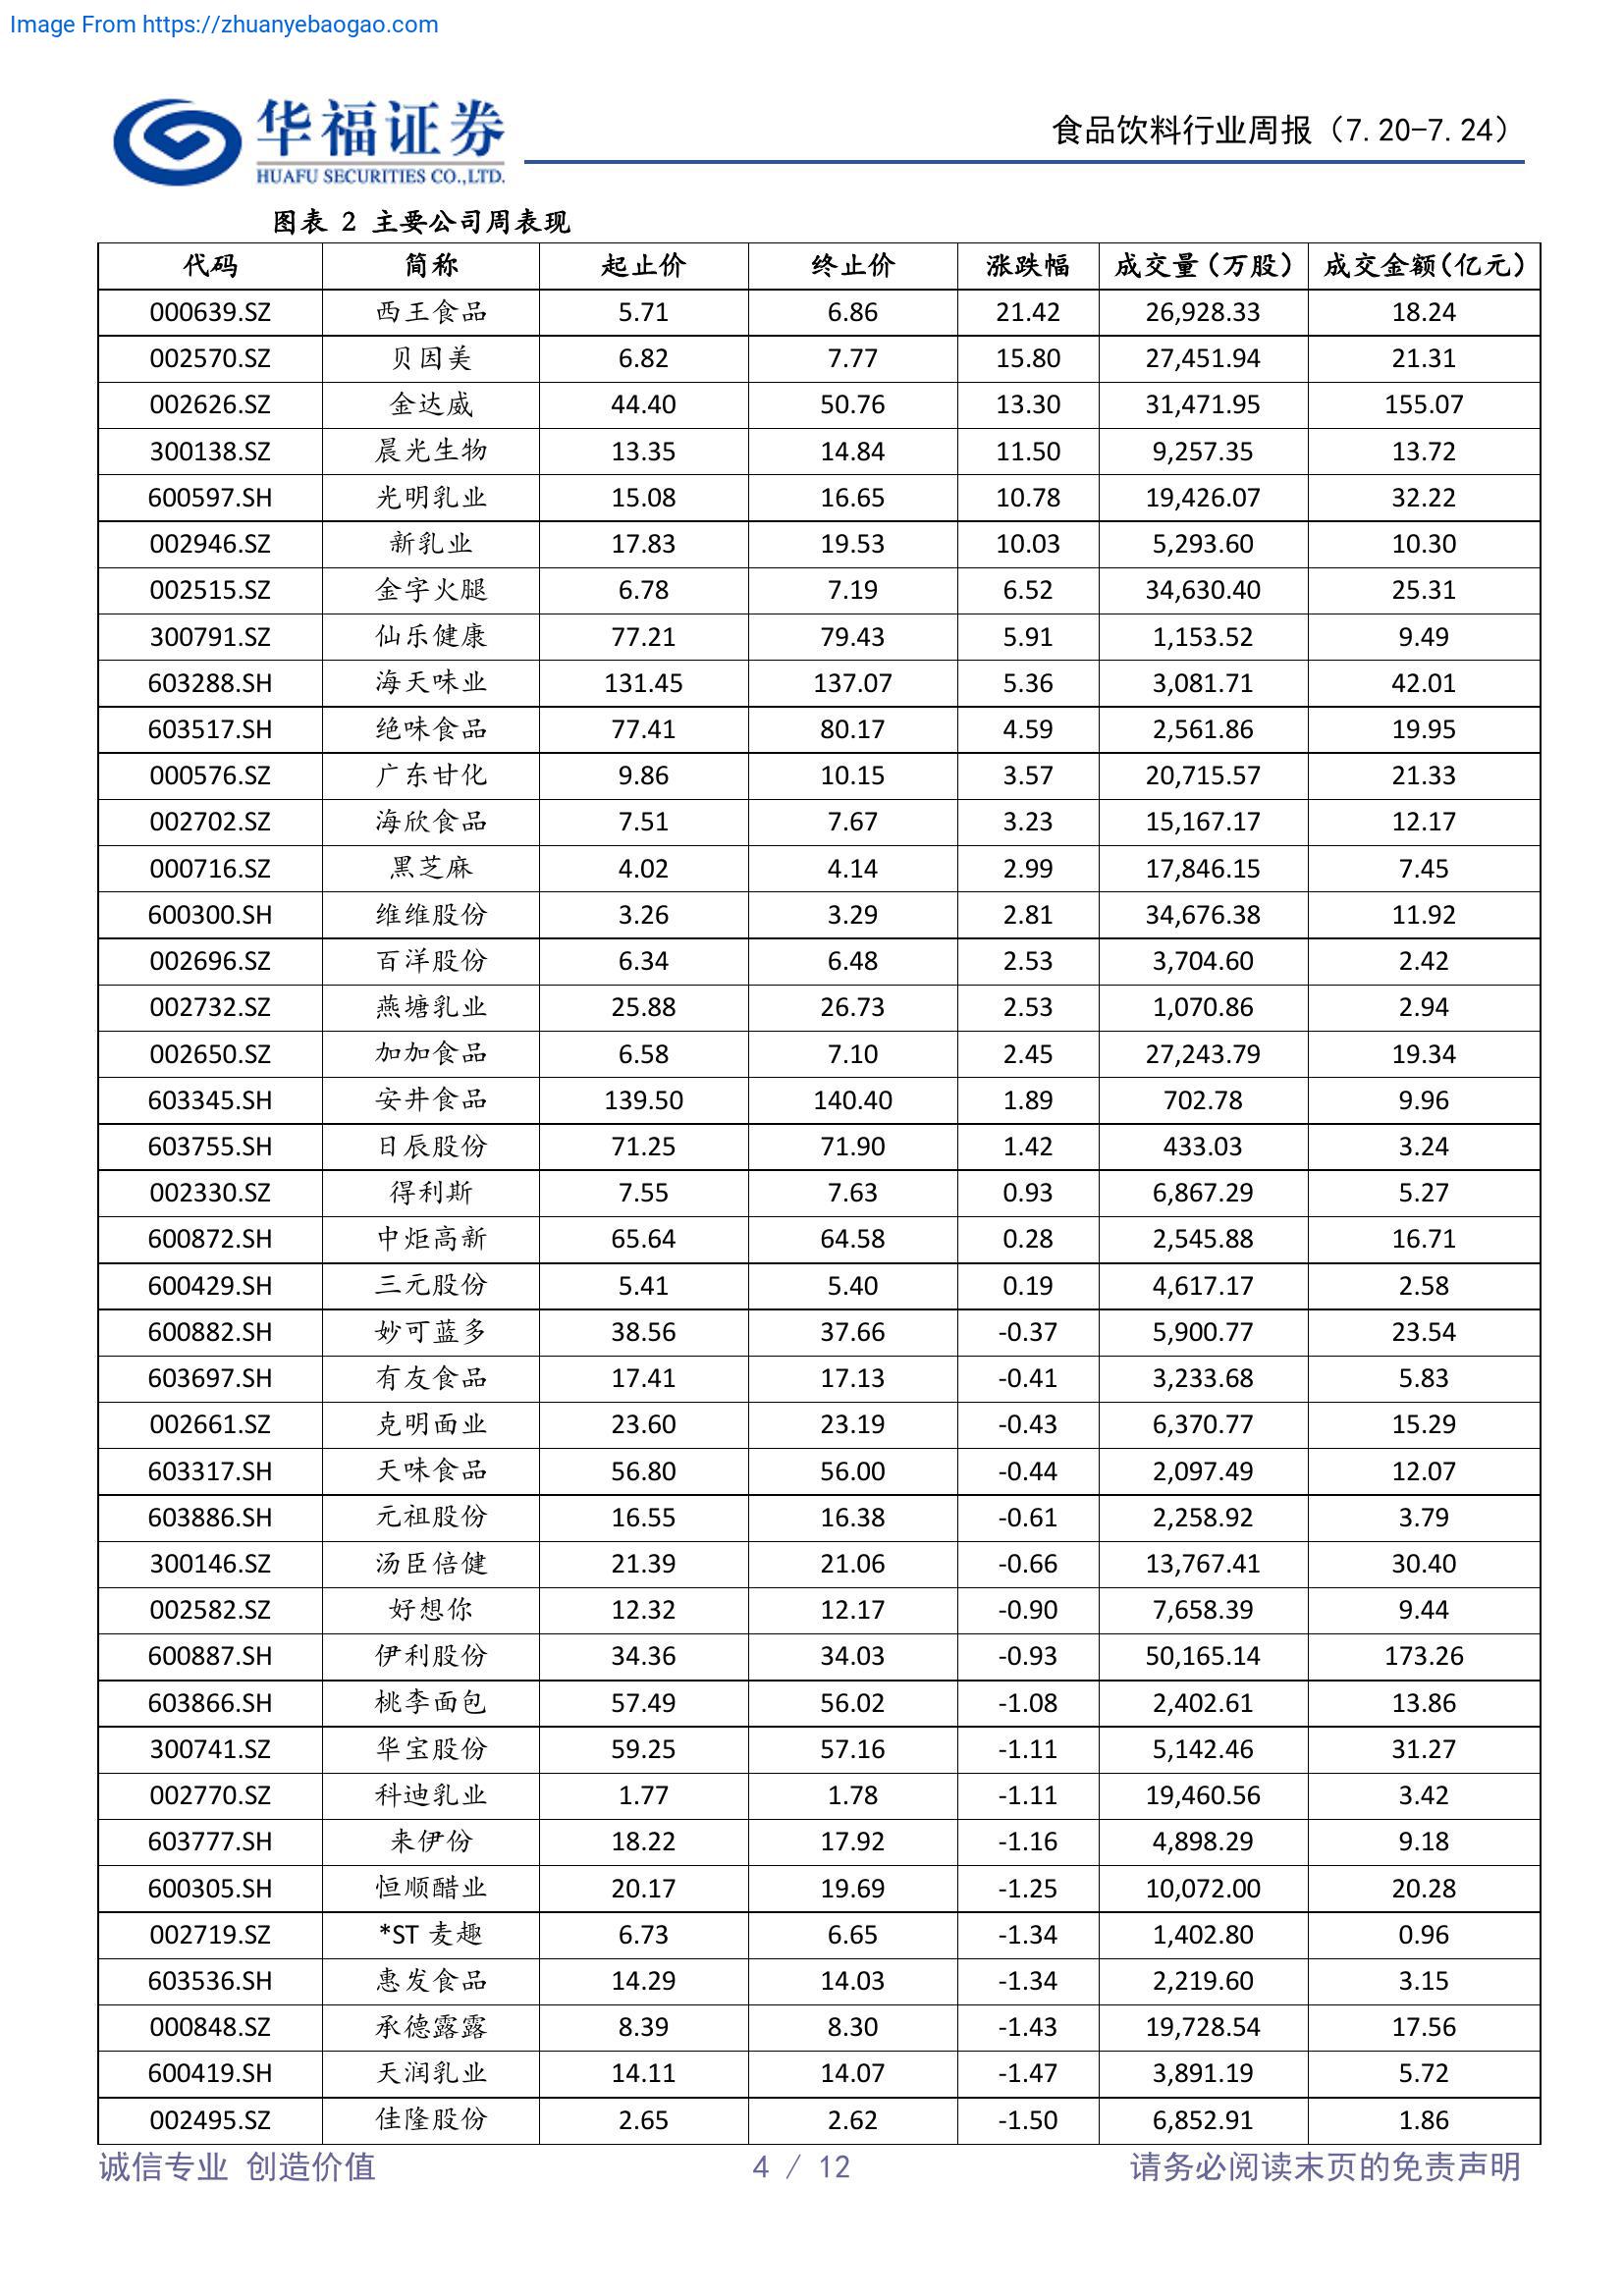 Image From https://zhuanyebaogao.com
华福证券
HUAFU SECURITIES CO.,LTD.
食品饮料行业周报（7.20-7.24）
图表 2 主要公司周表现
代码 简称 起止价 终止价 涨跌幅 成交量（万股） 成交金额（亿元）
000639.SZ 西王食品 5.71 6.86 21.42 26,928.33 18.24
002570.SZ 贝因美 6.82 7.77 15.80 27,451.94 21.31
002626.SZ 金达威 44.40 50.76 13.30 31,471.95 155.07
300138.SZ 晨光生物 13.35 14.84 11.50 9,257.35 13.72
600597.SH 光明乳业 15.08 16.65 10.78 19,426.07 32.22
002946.SZ 新乳业 17.83 19.53 10.03 5,293.60 10.30
002515.SZ 金字火腿 6.78 7.19 6.52 34,630.40 25.31
300791.SZ 仙乐健康 77.21 79.43 5.91 1,153.52 9.49
603288.SH 海天味业 131.45 137.07 5.36 3,081.71 42.01
603517.SH 绝味食品 77.41 80.17 4.59 2,561.86 19.95
000576.SZ 广东甘化 9.86 10.15 3.57 20,715.57 21.33
002702.SZ 海欣食品 7.51 7.67 3.23 15,167.17 12.17
000716.SZ 黑芝麻 4.02 4.14 2.99 17,846.15 7.45
600300.SH 维维股份 3.26 3.29 2.81 34,676.38 11.92
002696.SZ 百洋股份 6.34 6.48 2.53 3,704.60 2.42
002732.SZ 燕塘乳业 25.88 26.73 2.53 1,070.86 2.94
002650.SZ 加加食品 6.58 7.10 2.45 27,243.79 19.34
603345.SH 安井食品 139.50 140.40 1.89 702.78 9.96
603755.SH 日辰股份 71.25 71.90 1.42 433.03 3.24
002330.SZ 得利斯 7.55 7.63 0.93 6,867.29 5.27
600872.SH 中炬高新 65.64 64.58 0.28 2,545.88 16.71
600429.SH 三元股份 5.41 5.40 0.19 4,617.17 2.58
600882.SH 妙可蓝多 38.56 37.66 -0.37 5,900.77 23.54
603697.SH 有友食品 17.41 17.13 -0.41 3,233.68 5.83
002661.SZ 克明面业 23.60 23.19 -0.43 6,370.77 15.29
603317.SH 天味食品 56.80 56.00 -0.44 2,097.49 12.07
603886.SH 元祖股份 16.55 16.38 -0.61 2,258.92 3.79
300146.SZ 汤臣倍健 21.39 21.06 -0.66 13,767.41 30.40
002582.SZ 好想你 12.32 12.17 -0.90 7,658.39 9.44
600887.SH 伊利股份 34.36 34.03 -0.93 50,165.14 173.26
603866.SH 桃李面包 57.49 56.02 -1.08 2,402.61 13.86
300741.SZ 华宝股份 59.25 57.16 -1.11 5,142.46 31.27
002770.SZ 科迪乳业 1.77 1.78 -1.11 19,460.56 3.42
603777.SH 来伊份 18.22 17.92 -1.16 4,898.29 9.18
600305.SH 恒顺醋业 20.17 19.69 -1.25 10,072.00 20.28
002719.SZ *ST 麦趣 6.73 6.65 -1.34 1,402.80 0.96
603536.SH 惠发食品 14.29 14.03 -1.34 2,219.60 3.15
000848.SZ 承德露露 8.39 8.30 -1.43 19,728.54 17.56
600419.SH 天润乳业 14.11 14.07 -1.47 3,891.19 5.72
002495.SZ 佳隆股份 2.65 2.62 -1.50 6,852.91 1.86
诚信专业 创造价值 4 / 12 请务必阅读末页的免责声明